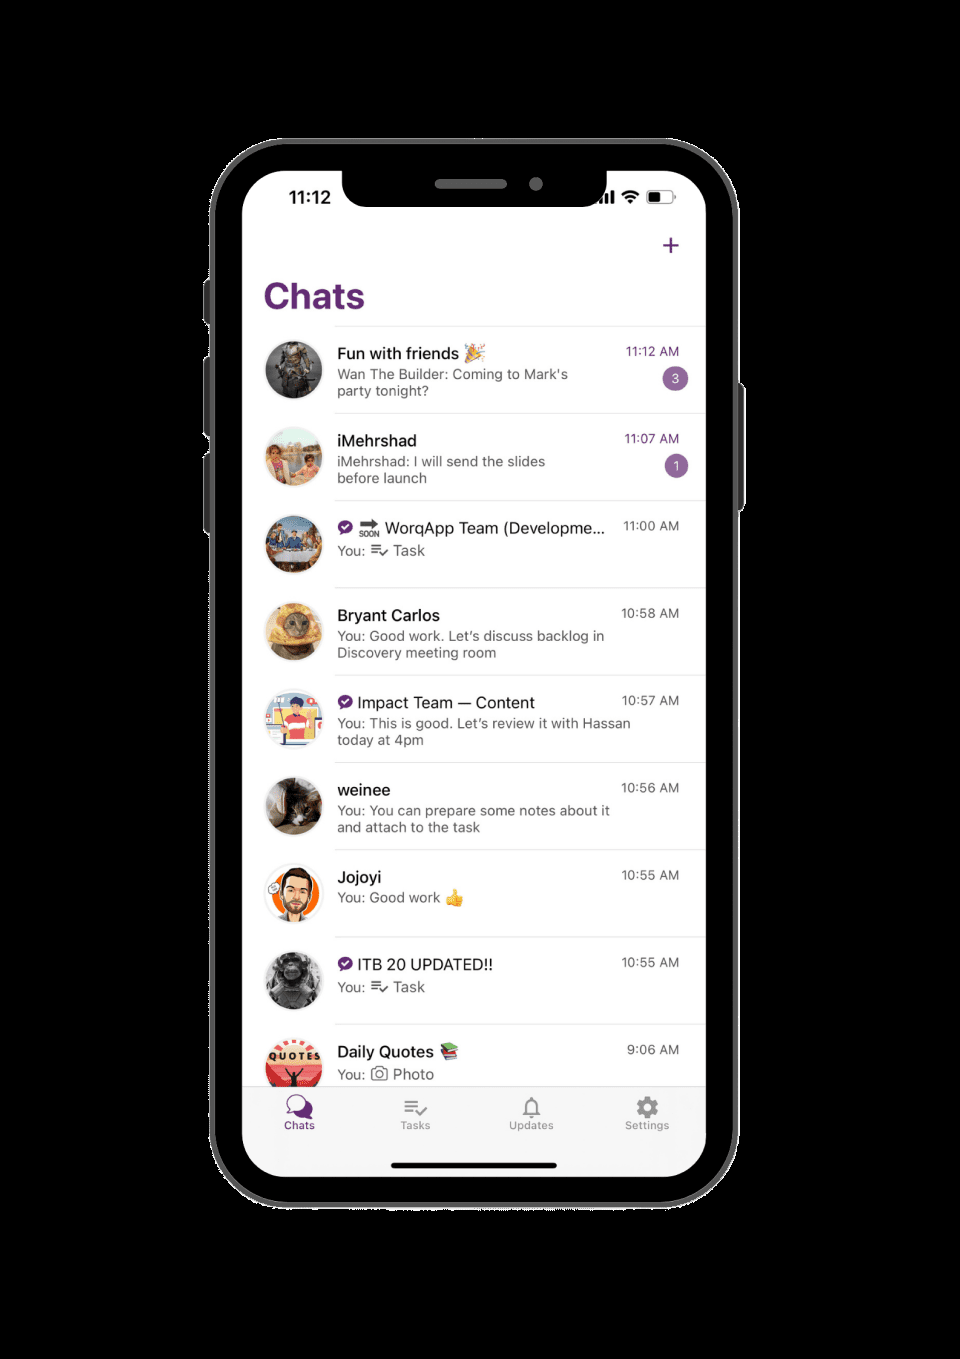 11:12
+
Chats
Fun with friends 🎉
11:12 AM
Wan The Builder: Coming to Mark's
party tonight?
3
iMehrshad
11:07 AM
iMehrshad: I will send the slides
before launch
1
🔜 WorqApp Team (Developme...
11:00 AM
You: Task
Bryant Carlos
10:58 AM
You: Good work. Let’s discuss backlog in
Discovery meeting room
Impact Team — Content
10:57 AM
You: This is good. Let’s review it with Hassan
today at 4pm
weinee
10:56 AM
You: You can prepare some notes about it
and attach to the task
Jojoyi
10:55 AM
You: Good work 👍
ITB 20 UPDATED!!
10:55 AM
You: Task
QUOTES
Daily Quotes 📚
9:06 AM
You: Photo
Chats
Tasks
Updates
Settings